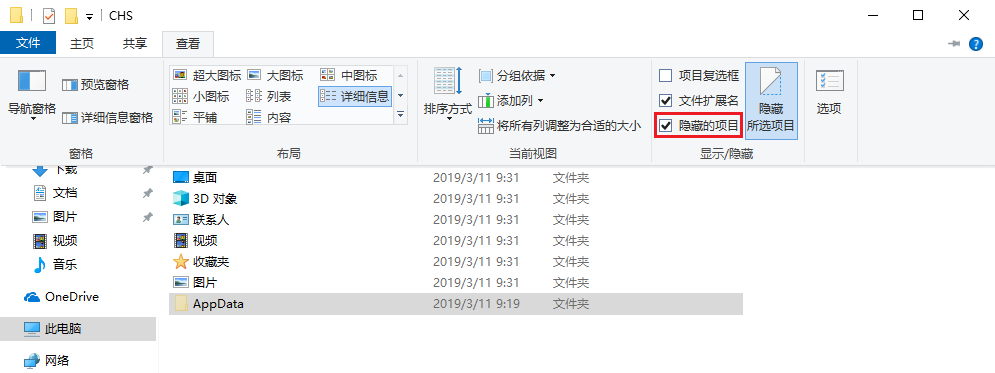 CHS
文件 主页 共享 查看
导航窗格
预览窗格
详细信息窗格
窗格
超大图标 大图标 中图标
小图标 列表 详细信息
平铺 内容
布局
排序方式
分组依据
添加列
将所有列调整为合适的大小
当前视图
项目复选框
文件扩展名
隐藏的项目
隐藏
所选项目
显示/隐藏
选项
下载
文档
图片
视频
音乐
OneDrive
此电脑
网络
桌面 2019/3/11 9:31 文件夹
3D 对象 2019/3/11 9:31 文件夹
联系人 2019/3/11 9:31 文件夹
视频 2019/3/11 9:31 文件夹
收藏夹 2019/3/11 9:31 文件夹
图片 2019/3/11 9:31 文件夹
AppData 2019/3/11 9:19 文件夹